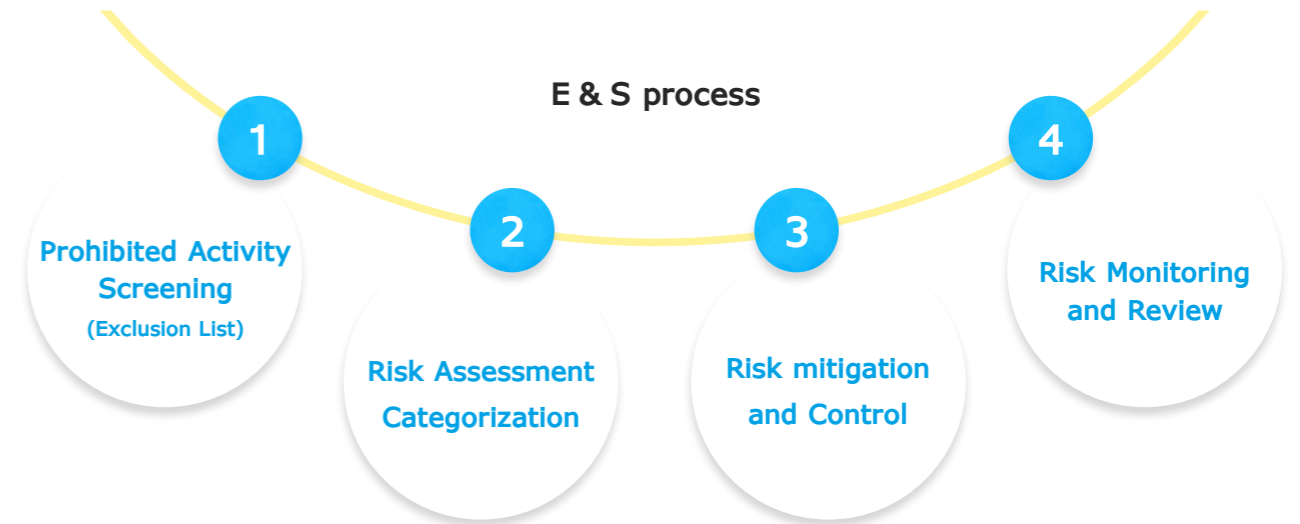 E & S process
1
Prohibited Activity
Screening
(Exclusion List)
2
Risk Assessment
Categorization
3
Risk mitigation
and Control
4
Risk Monitoring
and Review